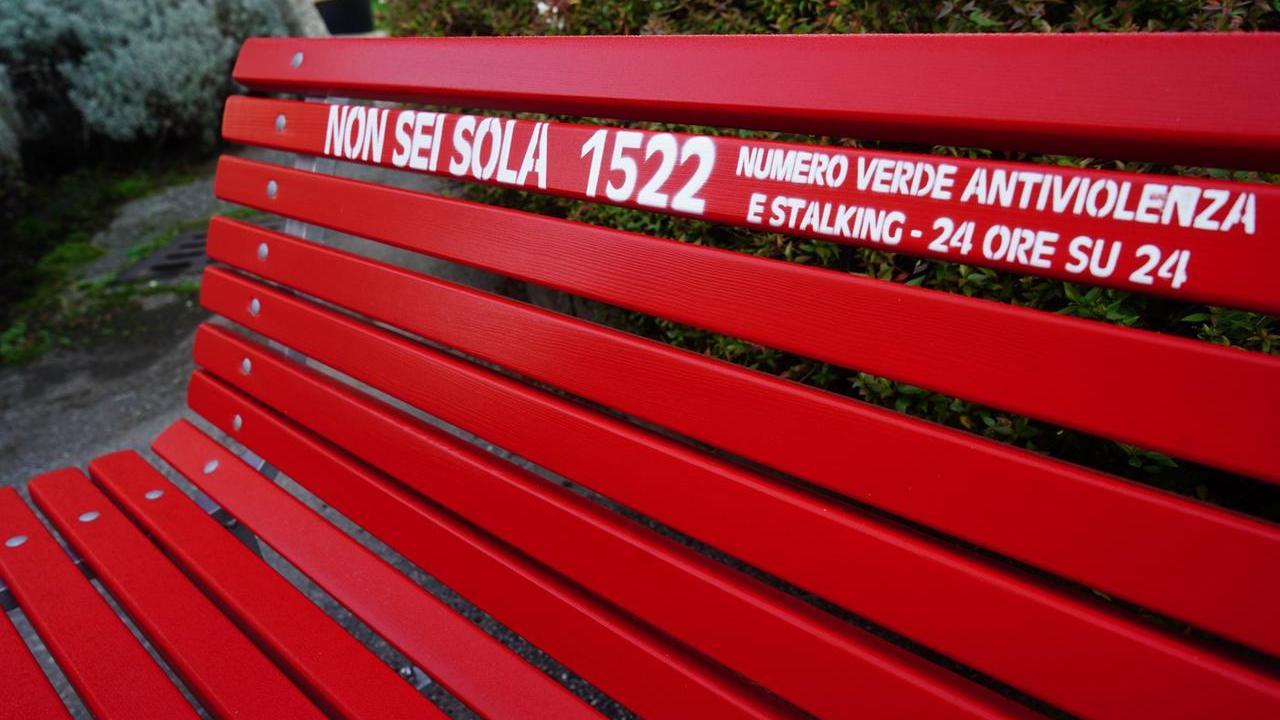 NON SEI SOLA 1522 NUMERO VERDE ANTIVIOLENZA
E STALKING - 24 ORE SU 24